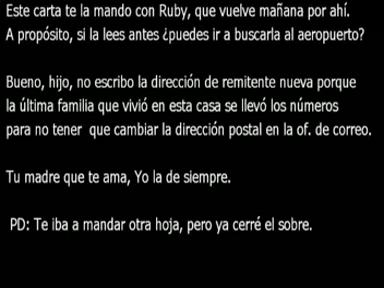 Este carta te la mando con Ruby, que vuelve mañana por ahí.
A propósito, si la lees antes ¿puedes ir a buscarla al aeropuerto?
Bueno, hijo, no escribo la dirección de remitente nueva porque
la última familia que vivió en esta casa se llevó los números
para no tener que cambiar la dirección postal en la of. de correo.
Tu madre que te ama, Yo la de siempre.
PD: Te iba a mandar otra hoja, pero ya cerré el sobre.